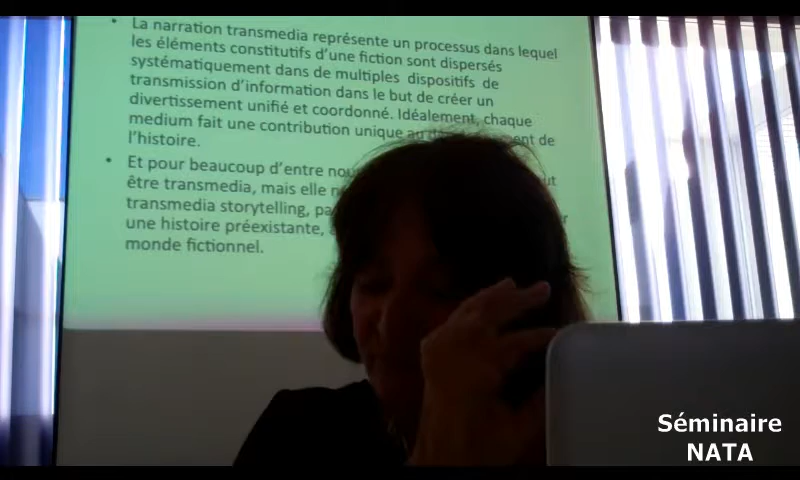 • La narration transmedia représente un processus dans lequel
les éléments constitutifs d'une fiction sont dispersés
systématiquement dans de multiples dispositifs de
transmission d'information dans le but de créer un
divertissement unifié et coordonné. Idéalement, chaque
medium fait une contribution unique au de
l'histoire.
• Et pour beaucoup d'entre
être transmedia, mais elle
transmedia storytelling,
une histoire préexistante,
monde fictionnel.
Séminaire
NATA